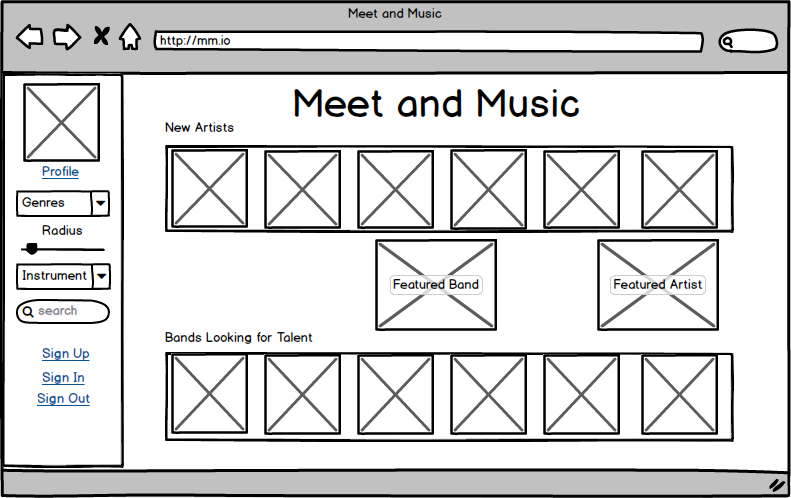 Meet and Music
http://mm.io
Meet and Music
New Artists
Profile
Genres
Radius
Instrument
search
Sign Up
Sign In
Sign Out
Featured Band
Featured Artist
Bands Looking for Talent